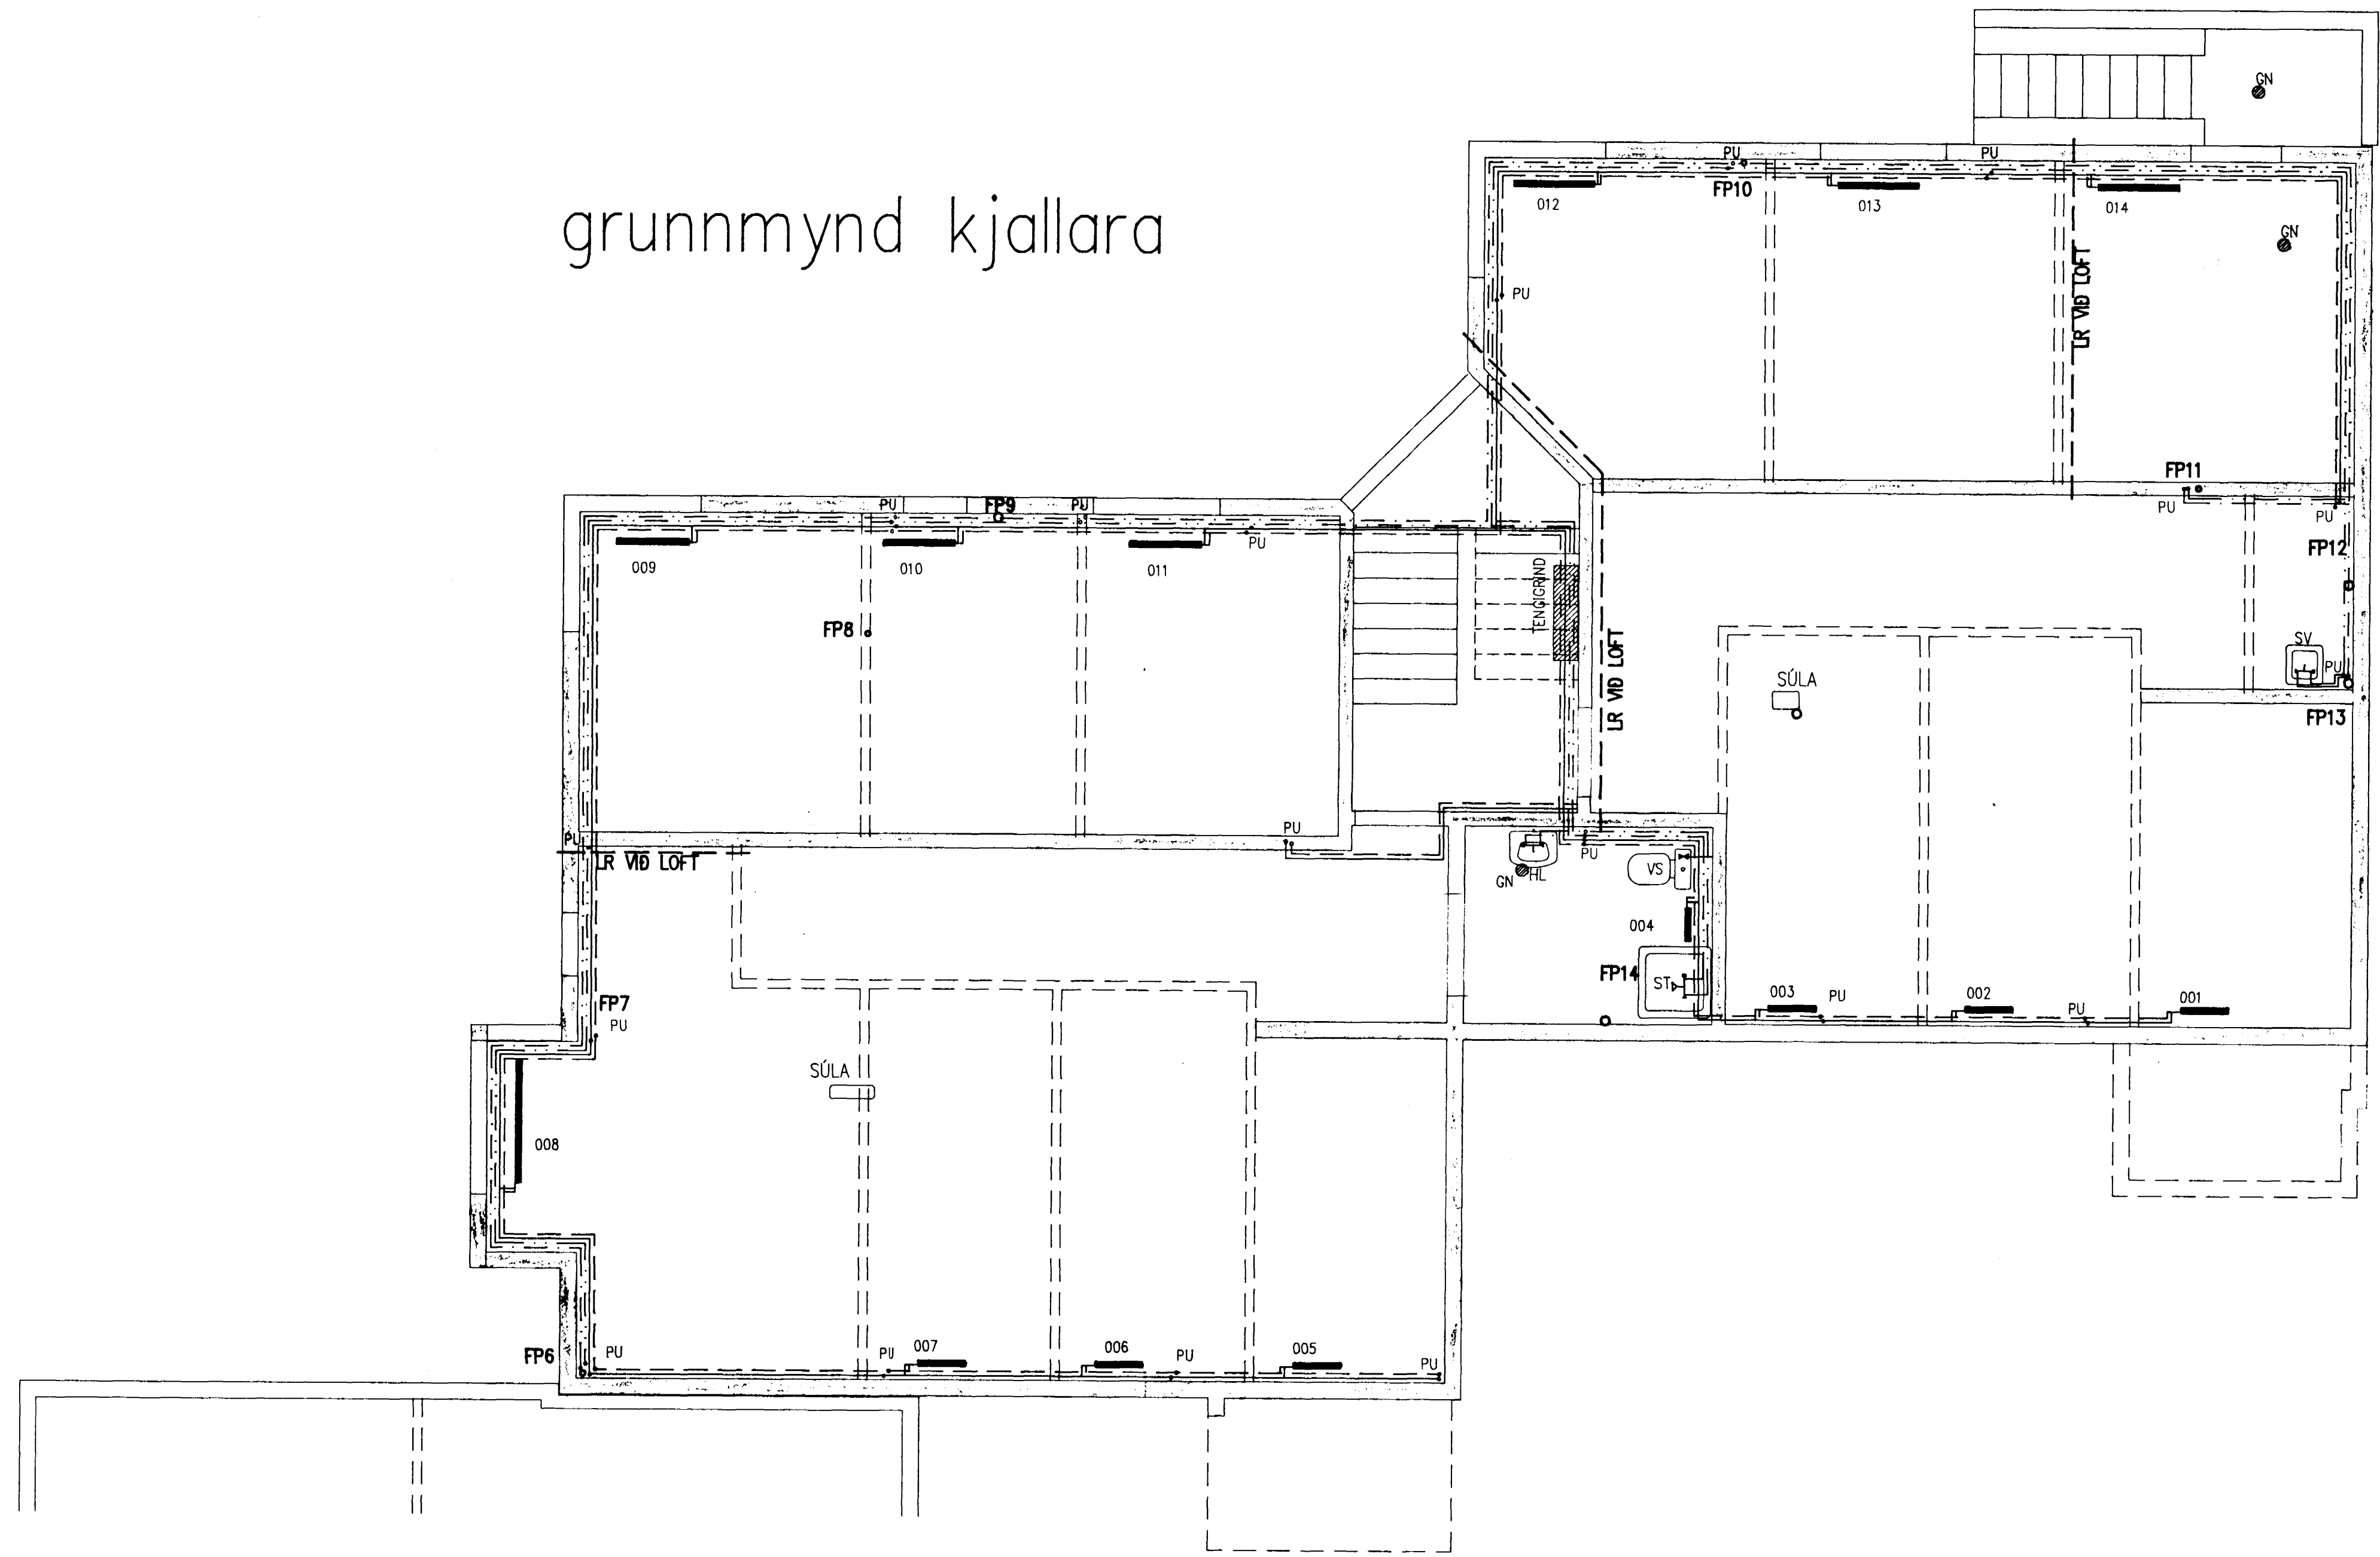 GN
PU
PU
FP10
012
013
014
GN
grunnmynd kjallara
LR VIÐ LOFT
PU
FP11
PU
PU
FP9
PU
PU
PU
FP12
009
010
011
TENGIGRIND
FP8
LR VIÐ LOFT
SV
PU
SÚLA
FP13
PU
PU
LR VIÐ LOFT
PU
GN
HL
VS
004
FP14
ST
003
PU
002
PU
001
FP7
PU
SÚLA
008
FP6
PU
PU
007
006
PU
005
PU